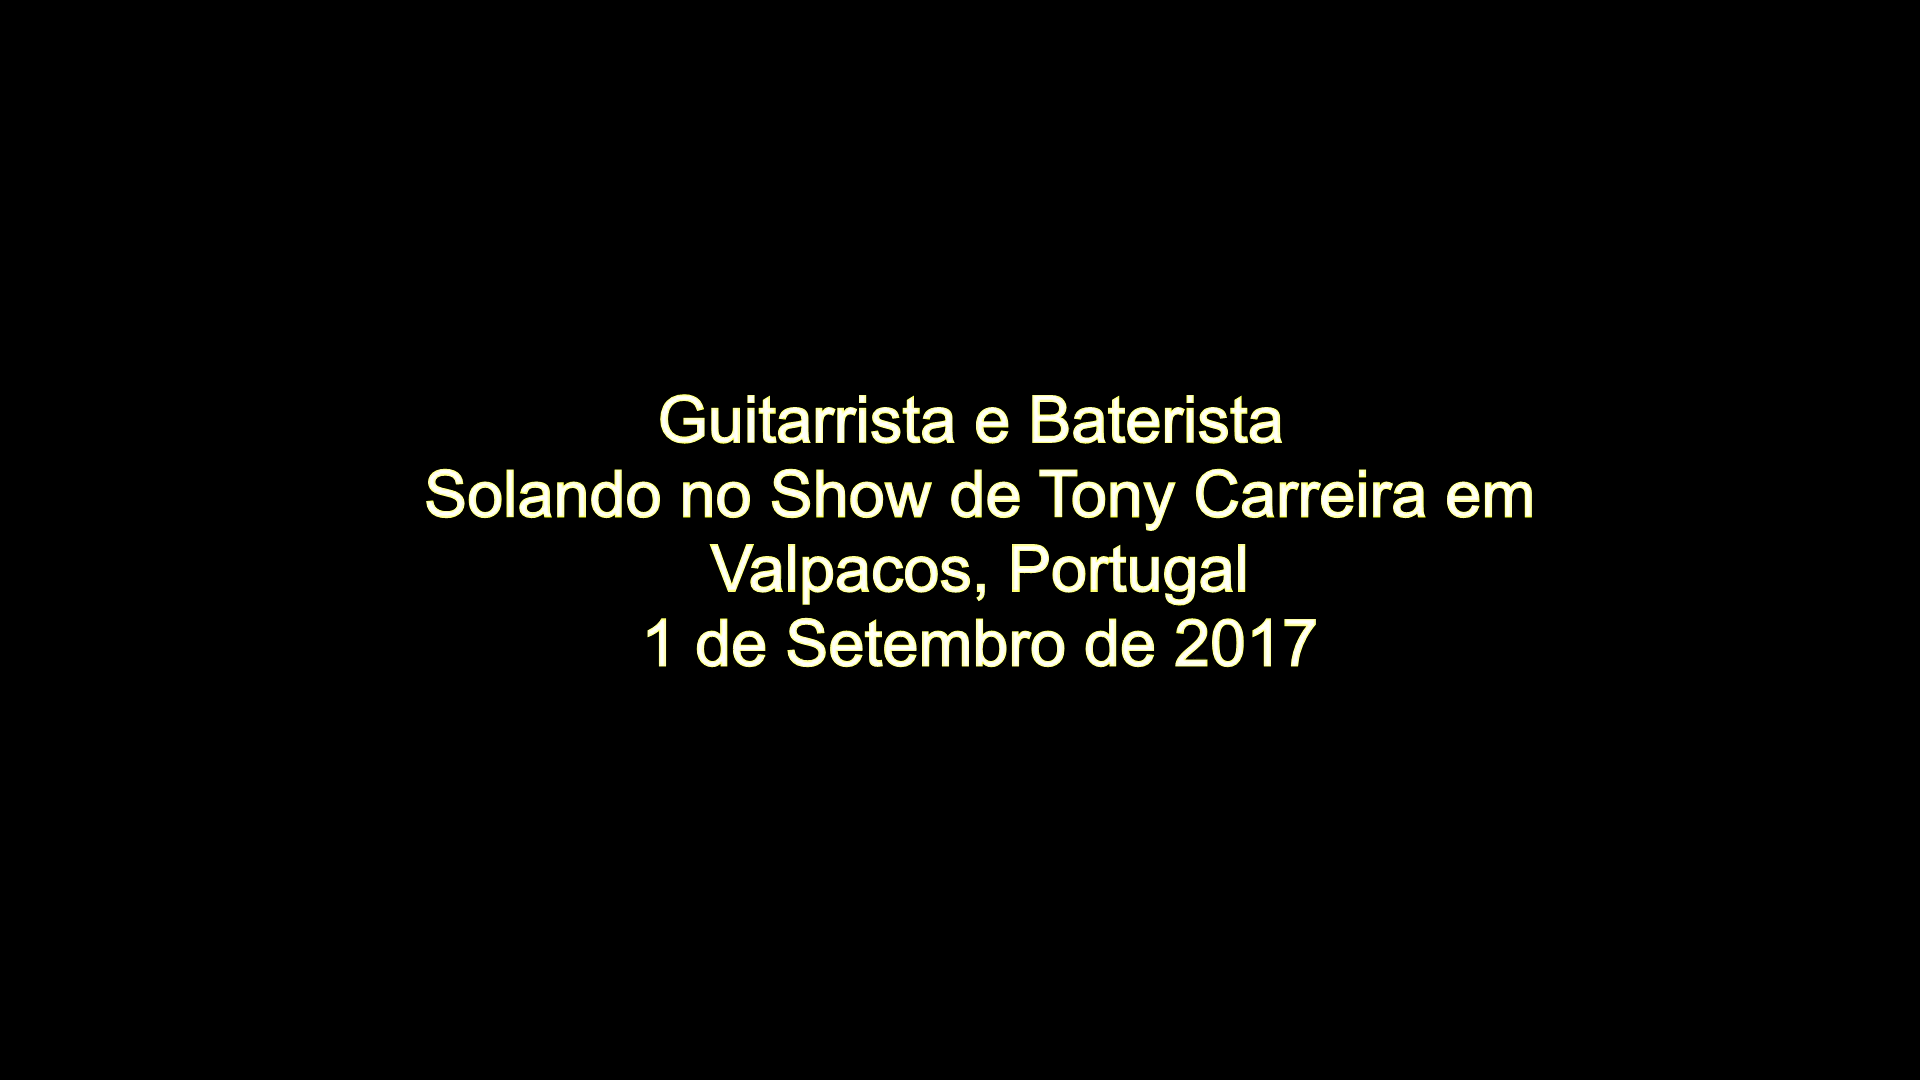 Guitarrista e Baterista
Solando no Show de Tony Carreira em
Valpacos, Portugal
1 de Setembro de 2017